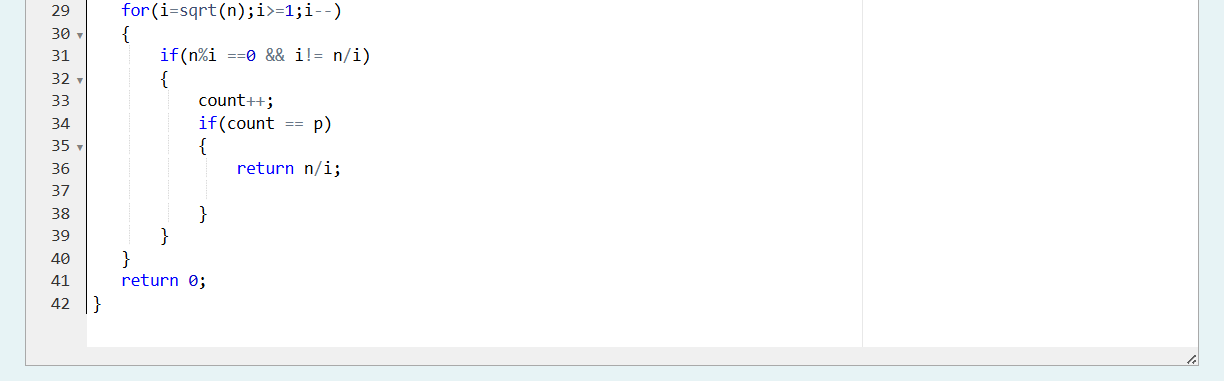 29 for(i=sqrt(n);i>=1;i--)
30 {
31 if(n%i ==0 && i!= n/i)
32 {
33 count++;
34 if(count == p)
35 {
36 return n/i;
37
38 }
39 }
40 }
41 return 0;
42 }